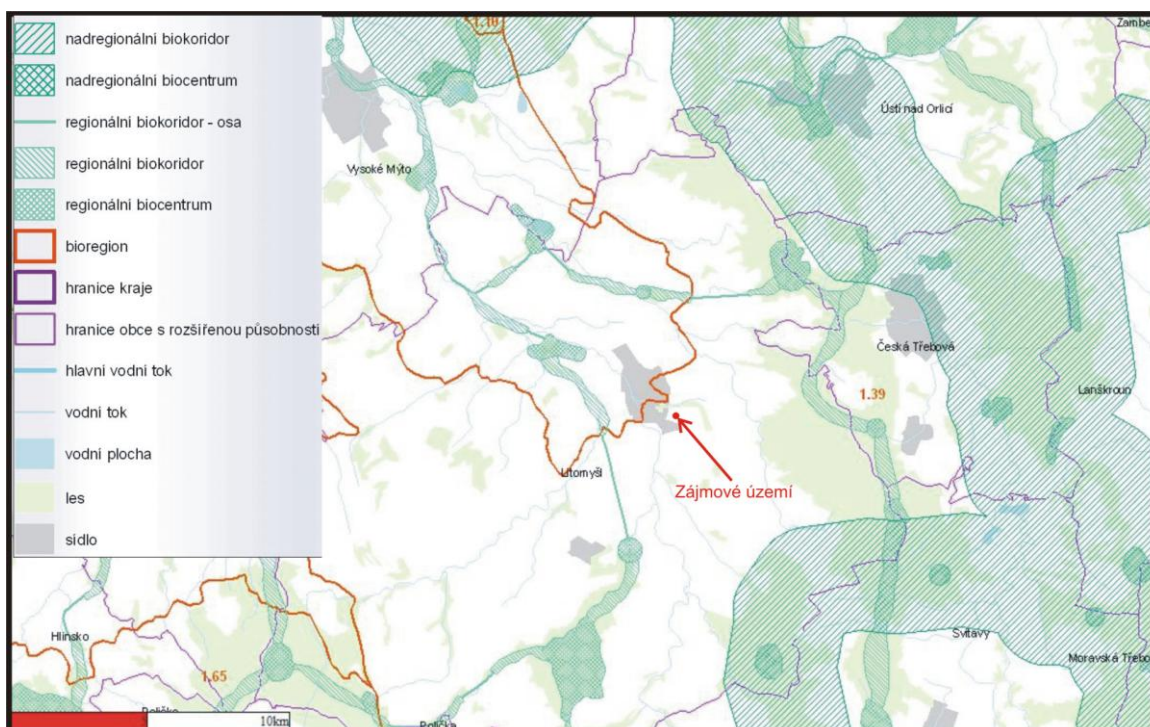 nadregionální biokoridor
nadregionální biocentrum
regionální biokoridor - osa
regionální biokoridor
regionální biocentrum
bioregion
hranice kraje
hranice obce s rozšířenou působností
hlavní vodní tok
vodní tok
vodní plocha
les
sídlo
Vysoké Mýto
Ústí nad Orlicí
Česká Třebová
1.39
Lanškroun
Litomyšl
Zájmové území
Hlinsko
1.65
Svitavy
Moravská Třebo
Polička
10km